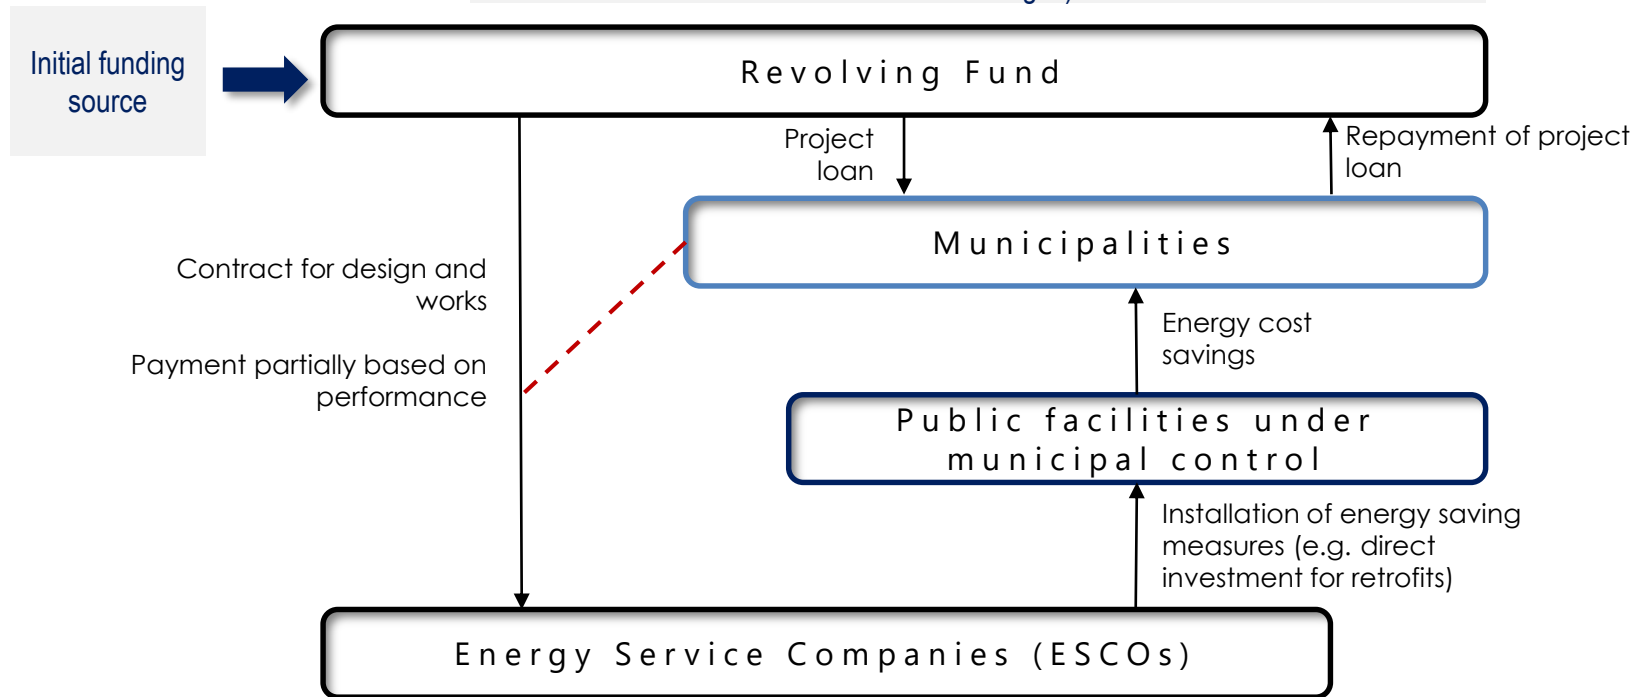 Initial funding
source
Revolving Fund
Project
loan
Repayment of project
loan
Municipalities
Contract for design and
works
Payment partially based on
performance
Energy cost
savings
Public facilities under
municipal control
Installation of energy saving
measures (e.g. direct
investment for retrofits)
Energy Service Companies (ESCOs)